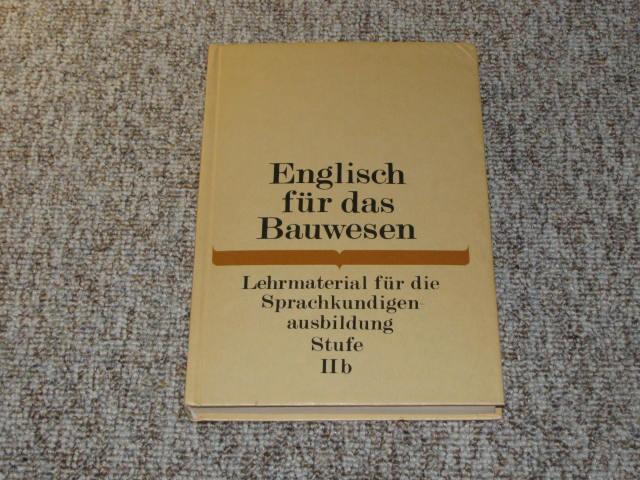 Englisch
für das
Bauwesen
Lehrmaterial für die
Sprachkundigen-
ausbildung
Stufe
IIb